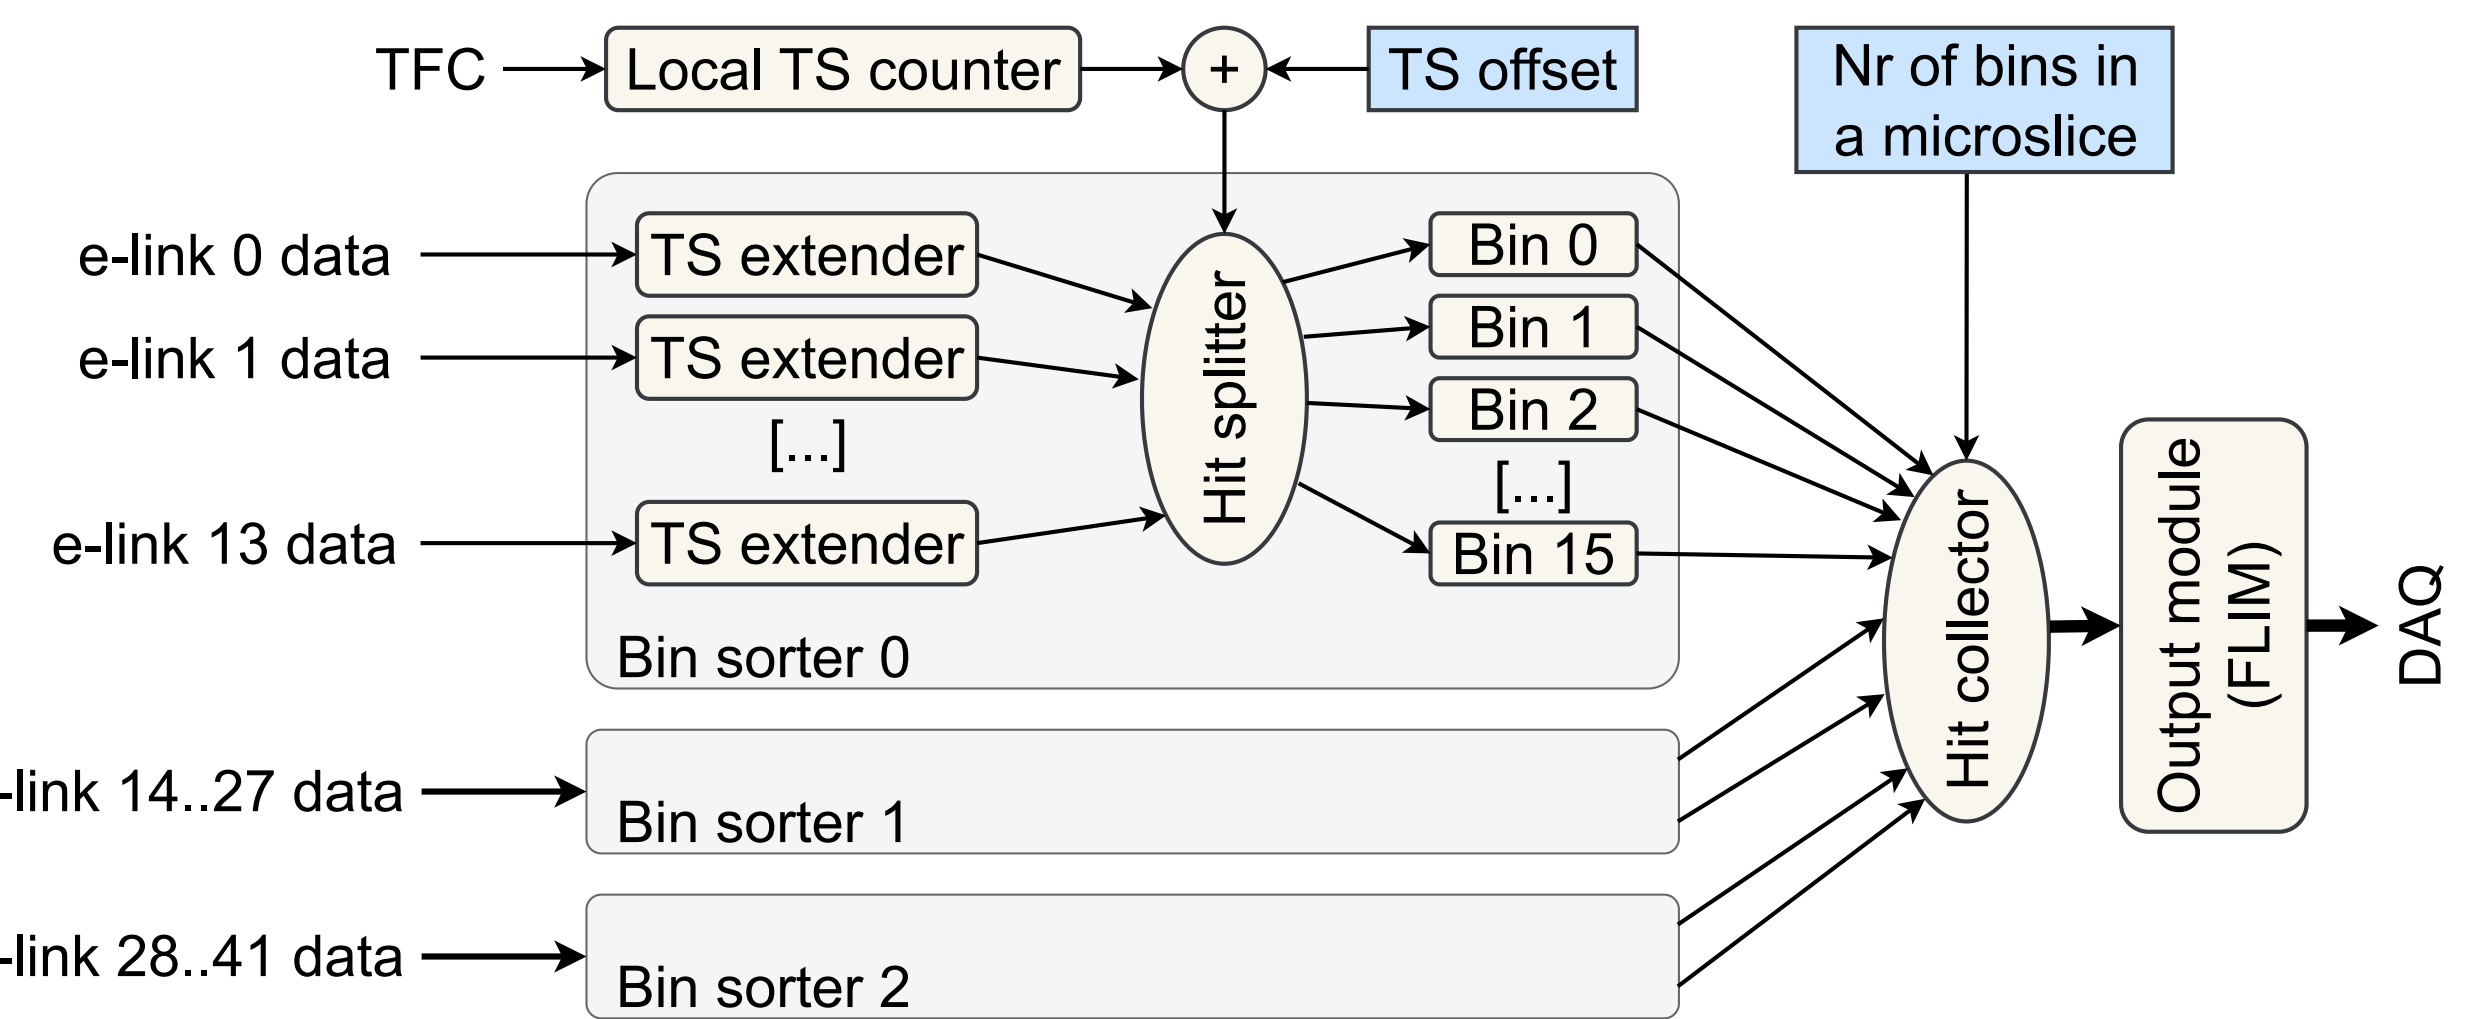 TFC
Local TS counter
+
TS offset
Nr of bins in
a microslice
e-link 0 data
TS extender
Bin 0
e-link 1 data
TS extender
Bin 1
[...]
Hit splitter
Bin 2
[...]
e-link 13 data
TS extender
Bin 15
Bin sorter 0
Hit collector
Output module
(FLIM)
DAQ
-link 14..27 data
Bin sorter 1
-link 28..41 data
Bin sorter 2